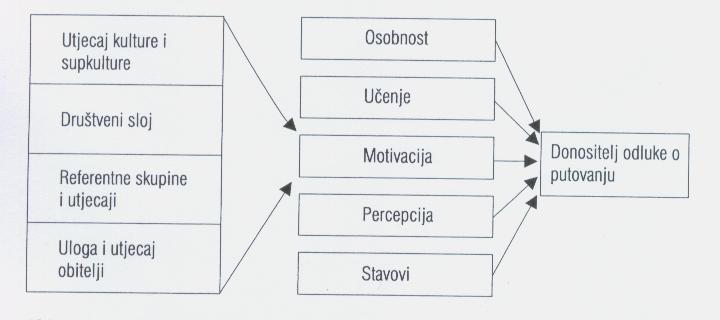 Utjecaj kulture i
supkulture
Društveni sloj
Referentne skupine
i utjecaji
Uloga i utjecaj
obitelji
Osobnost
Učenje
Motivacija
Percepcija
Stavovi
Donositelj odluke o
putovanju